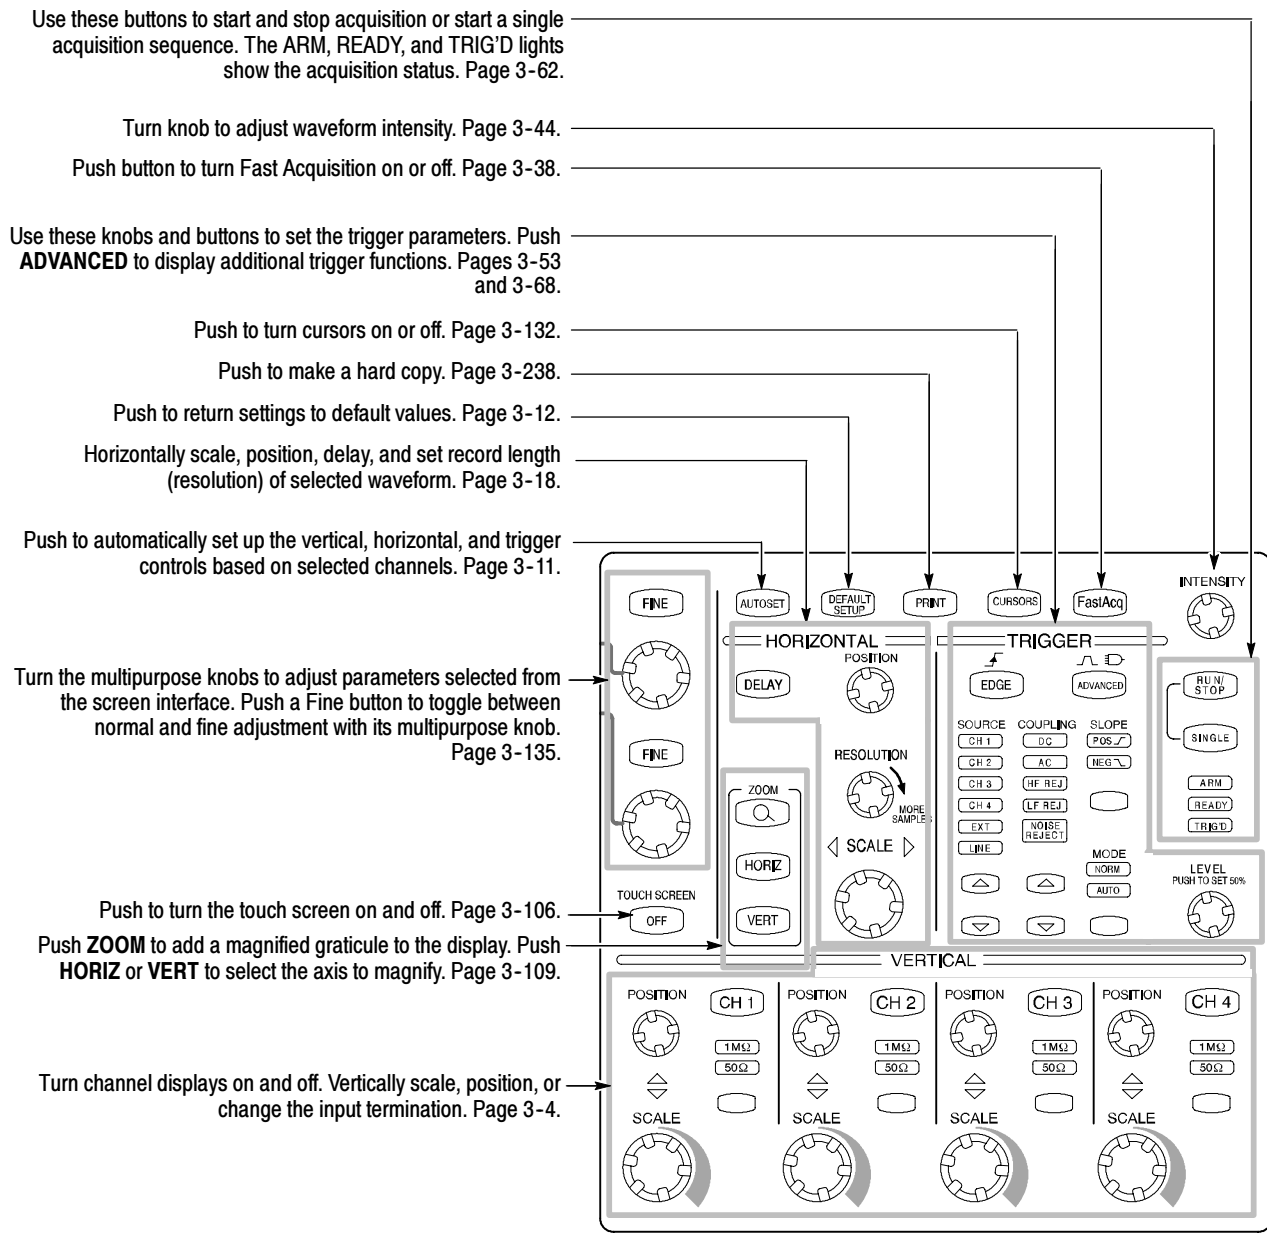 Use these buttons to start and stop acquisition or start a single
acquisition sequence. The ARM, READY, and TRIG'D lights
show the acquisition status. Page 3-62.
Turn knob to adjust waveform intensity. Page 3-44.
Push button to turn Fast Acquisition on or off. Page 3-38.
Use these knobs and buttons to set the trigger parameters. Push
ADVANCED to display additional trigger functions. Pages 3-53
and 3-68.
Push to turn cursors on or off. Page 3-132.
Push to make a hard copy. Page 3-238.
Push to return settings to default values. Page 3-12.
Horizontally scale, position, delay, and set record length
(resolution) of selected waveform. Page 3-18.
Push to automatically set up the vertical, horizontal, and trigger
controls based on selected channels. Page 3-11.
Turn the multipurpose knobs to adjust parameters selected from
the screen interface. Push a Fine button to toggle between
normal and fine adjustment with its multipurpose knob.
Page 3-135.
Push to turn the touch screen on and off. Page 3-106.
Push ZOOM to add a magnified graticule to the display. Push
HORIZ or VERT to select the axis to magnify. Page 3-109.
Turn channel displays on and off. Vertically scale, position, or
change the input termination. Page 3-4.
FINE
FINE
TOUCH SCREEN
OFF
AUTOSET
DEFAULT
SETUP
PRINT
CURSORS
FastAcq
INTENSITY
HORIZONTAL
POSITION
DELAY
RESOLUTION
MORE
SAMPLES
SCALE
ZOOM
HORIZ
VERT
TRIGGER
EDGE
ADVANCED
SOURCE
CH 1
CH 2
CH 3
CH 4
EXT
LINE
COUPLING
DC
AC
HF REJ
LF REJ
NOISE
REJECT
SLOPE
POS
NEG
MODE
NORM
AUTO
RUN/
STOP
SINGLE
ARM
READY
TRIG'D
LEVEL
PUSH TO SET 50%
VERTICAL
POSITION
CH 1
1MΩ
50Ω
SCALE
POSITION
CH 2
1MΩ
50Ω
SCALE
POSITION
CH 3
1MΩ
50Ω
SCALE
POSITION
CH 4
1MΩ
50Ω
SCALE